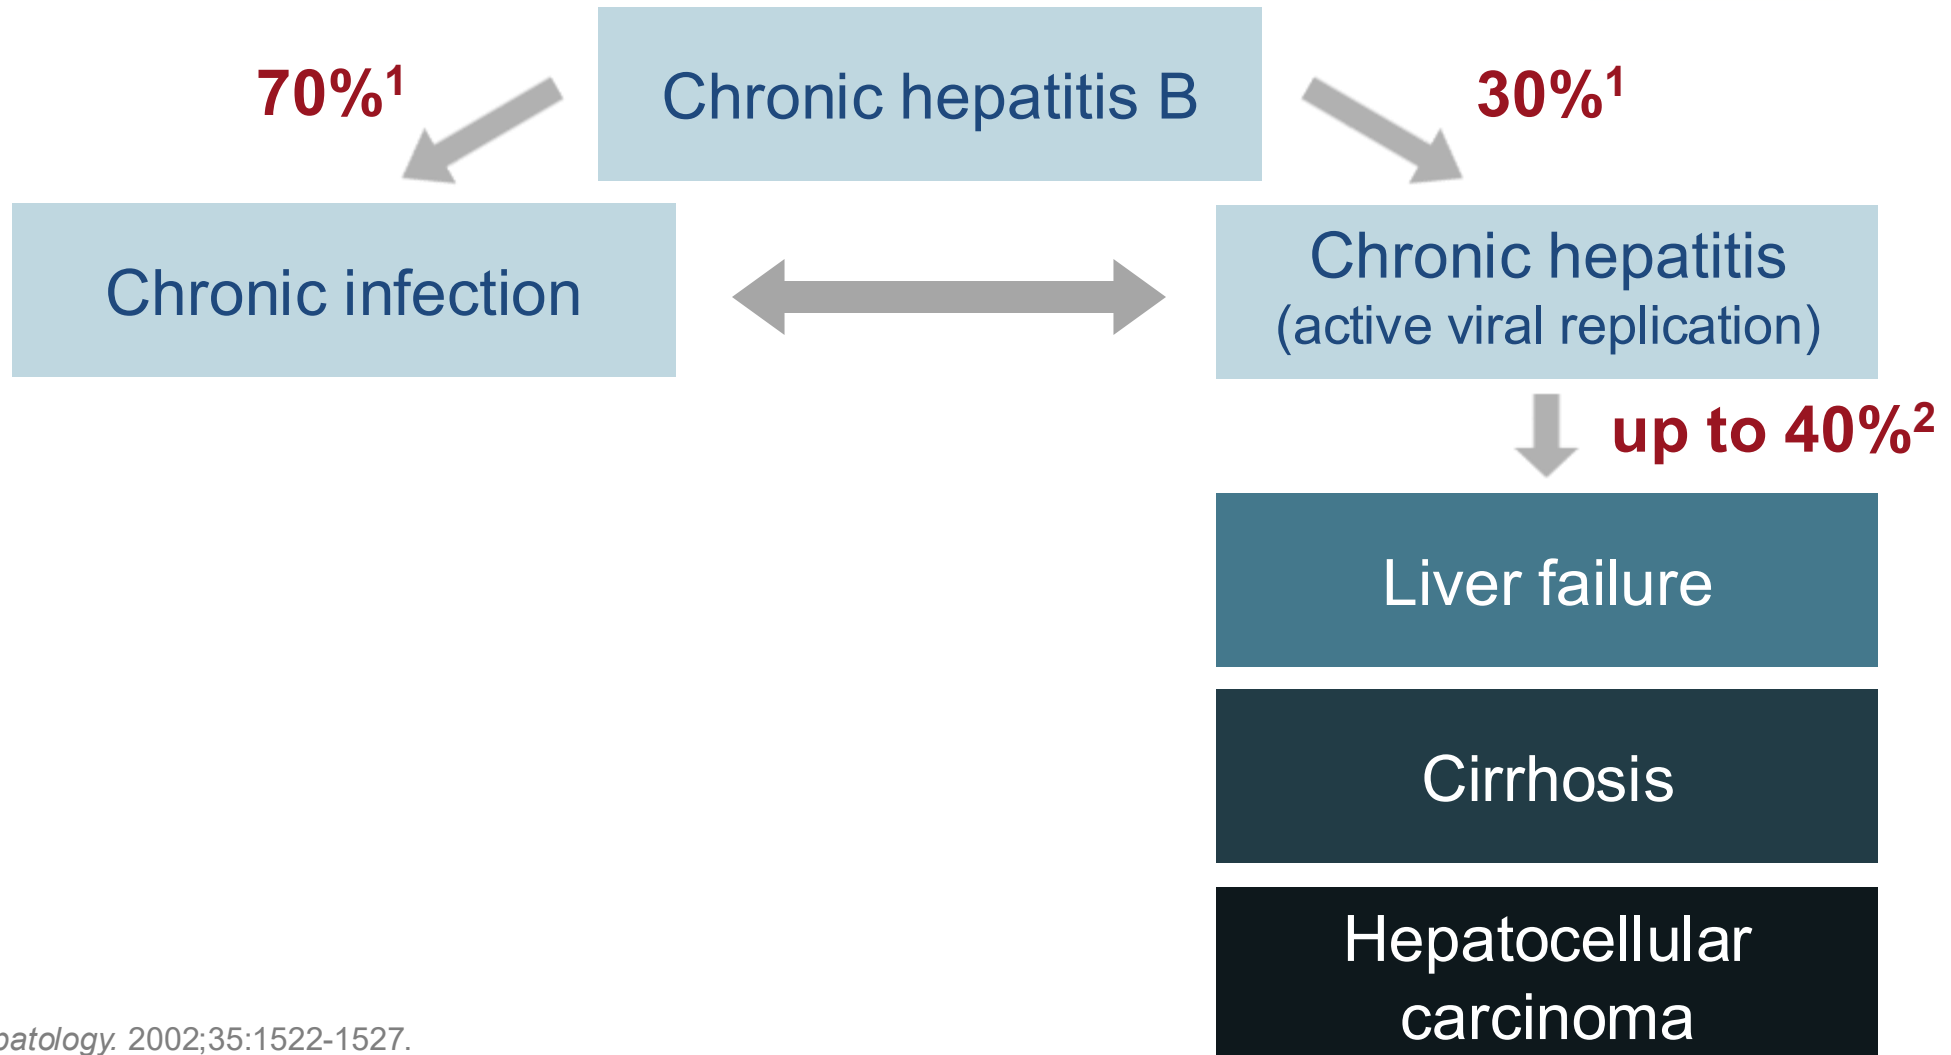 Chronic hepatitis B
70%¹
30%¹
Chronic infection
Chronic hepatitis
(active viral replication)
up to 40%²
Liver failure
Cirrhosis
Hepatocellular
carcinoma
2002;35:1522-1527.